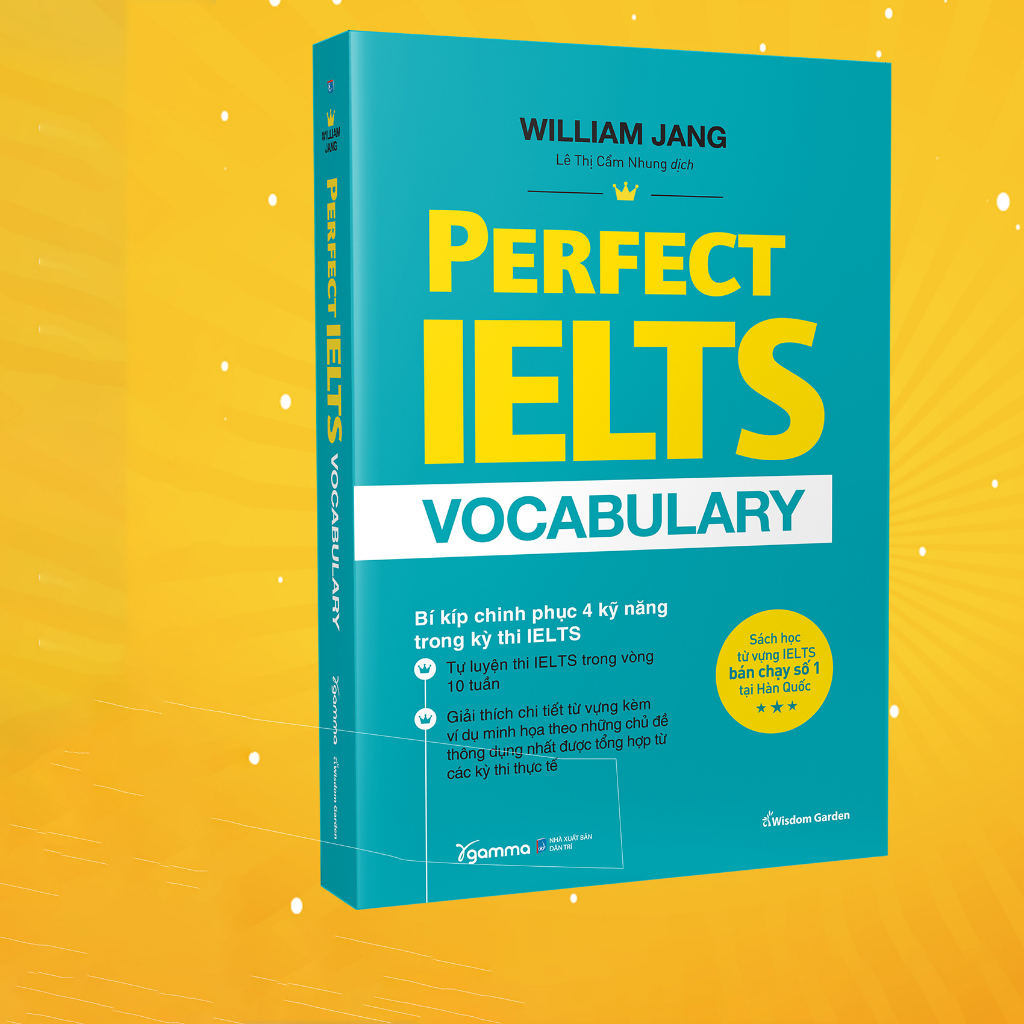 WILLIAM JANG
Lê Thị Cẩm Nhung dịch
PERFECT
IELTS
VOCABULARY
Bí kíp chinh phục 4 kỹ năng
trong kỳ thi IELTS
Tự luyện thi IELTS trong vòng
10 tuần
Giải thích chi tiết từ vựng kèm
ví dụ minh họa theo những chủ đề
thông dụng nhất được tổng hợp từ
các kỳ thi thực tế
Sách học
từ vựng IELTS
bán chạy số 1
tại Hàn Quốc
gamma
NHÀ XUẤT BẢN
DÂN TRÍ
Wisdom Garden
WILLIAM
JANG
PERFECT IELTS VOCABULARY
gamma
Wisdom Garden